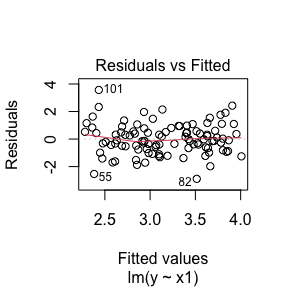 Residuals vs Fitted
Residuals
4
2
0
-2
101
55
82
2.5 3.0 3.5 4.0
Fitted values
lm(y ~ x1)